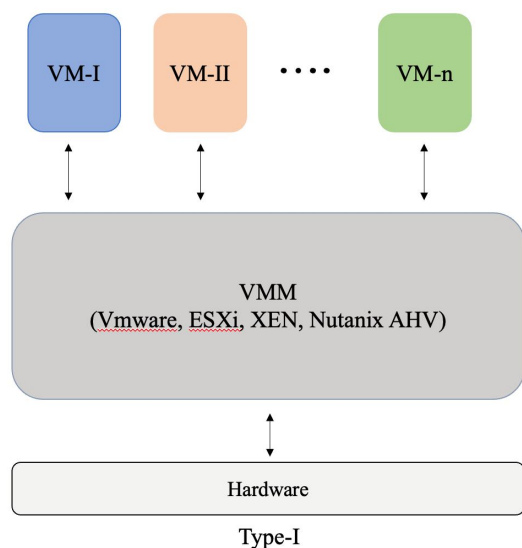 VM-I
VM-II
....
VM-n
VMM
(Vmware, ESXi, XEN, Nutanix AHV)
Hardware
Type-I